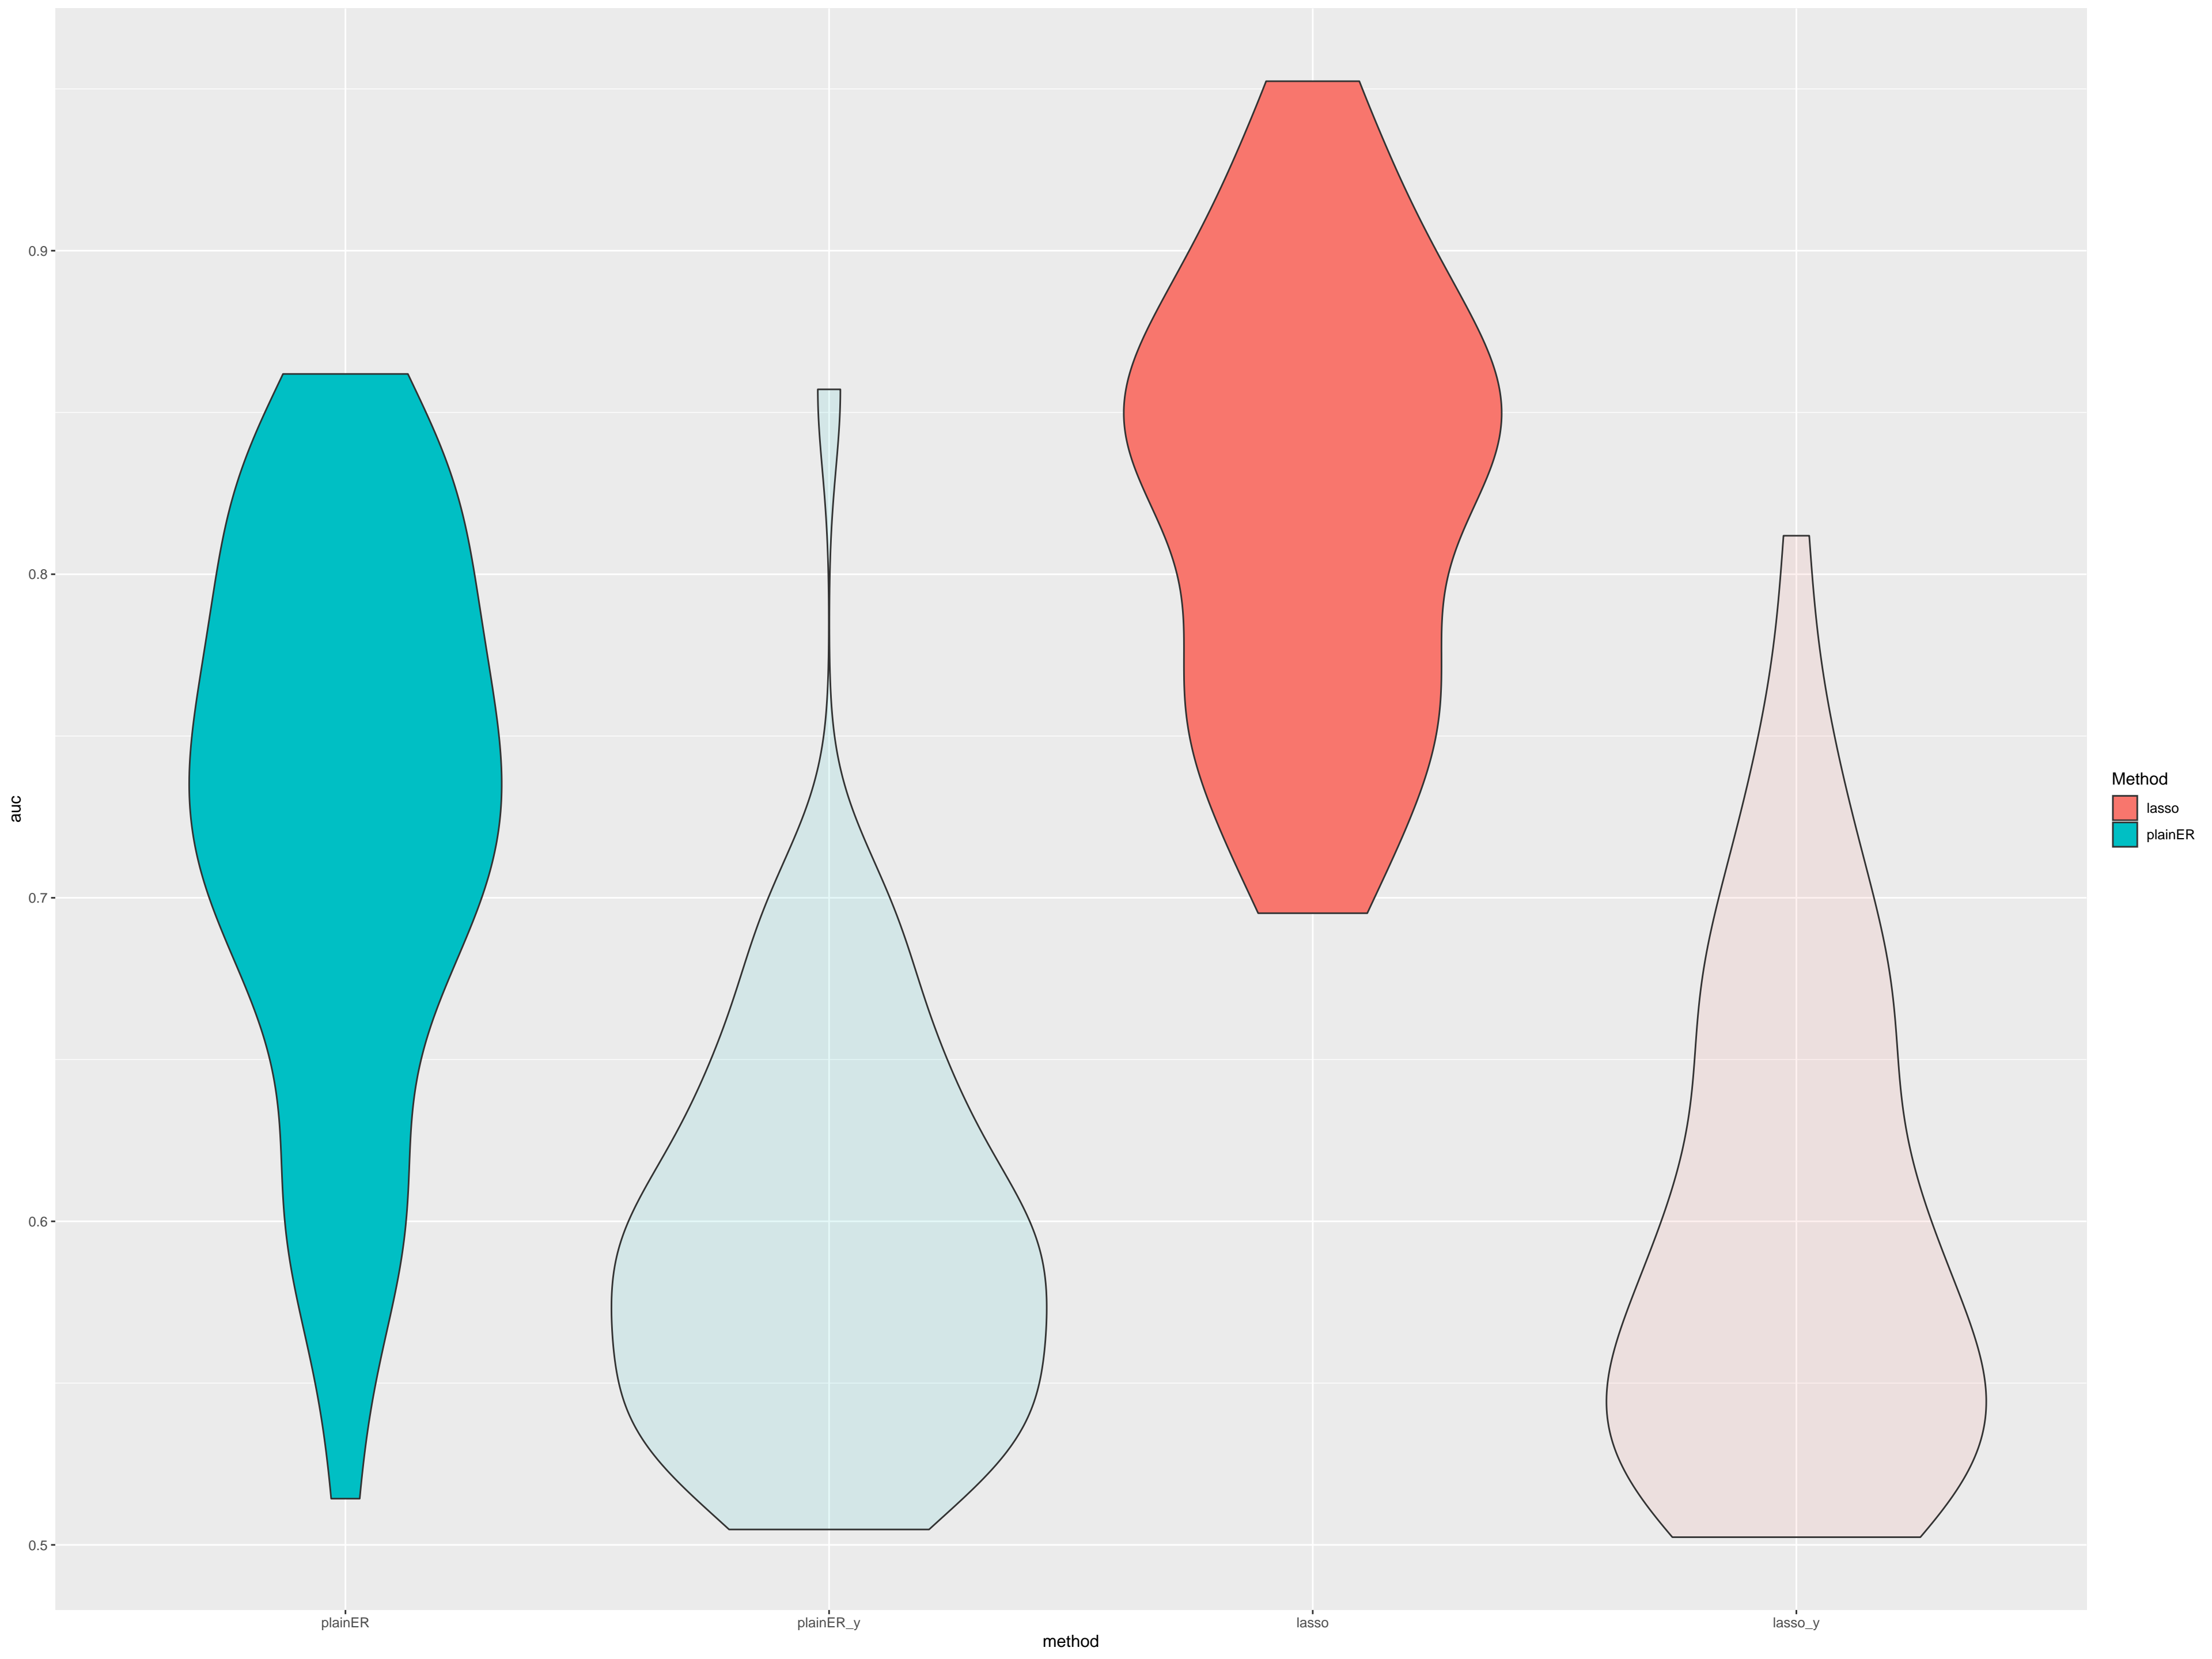 auc
0.9
0.8
0.7
0.6
0.5
plainER
plainER_y
lasso
lasso_y
method
Method
lasso
plainER